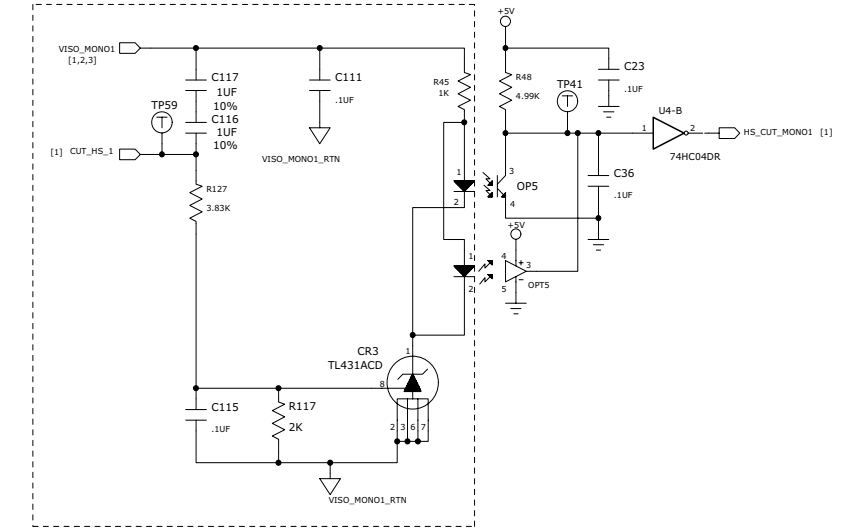 +5V
VISO_MONO1
[1,2,3]
C117
1UF
10%
C116
1UF
10%
C111
.1UF
VISO_MONO1_RTN
R45
1K
R48
4.99K
C23
.1UF
TP41
T
U4-B
1
2
74HC04DR
HS_CUT_MONO1 [1]
TP59
T
[1] CUT_HS_1
R127
3.83K
1
2
3
4
OP5
C36
.1UF
+5V
1
2
4
+
3
-
5
OPT5
CR3
TL431ACD
1
8
2 3 6 7
C115
.1UF
R117
2K
VISO_MONO1_RTN